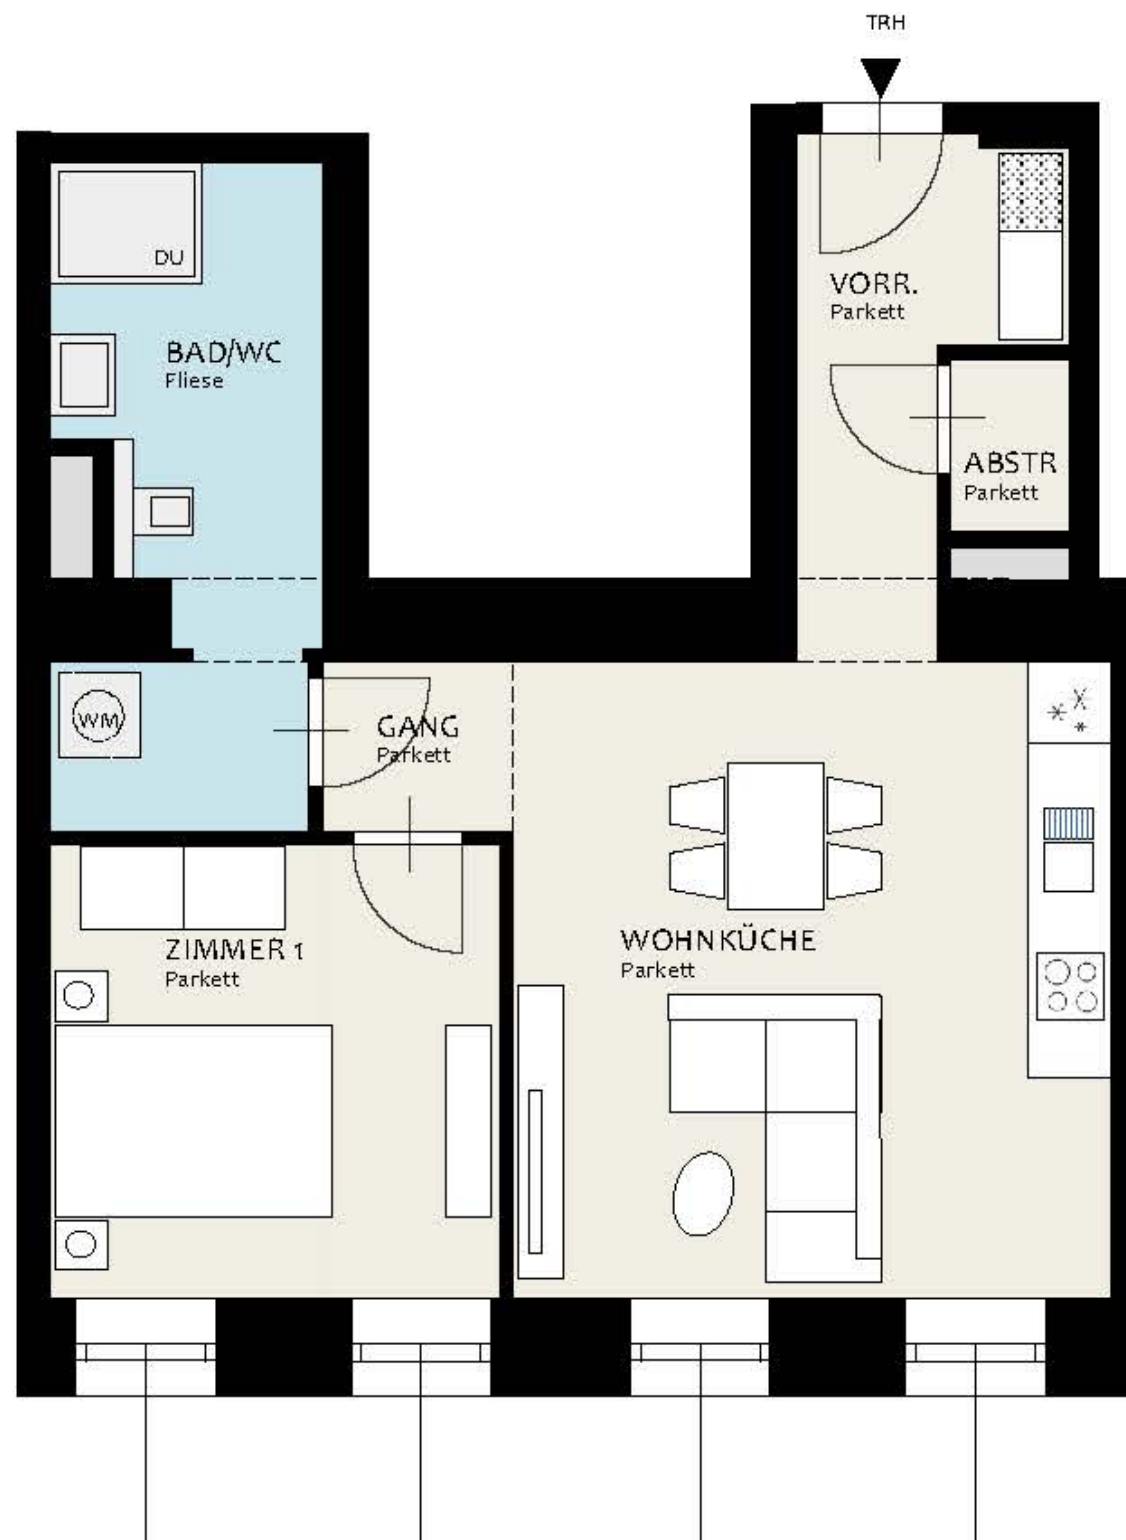 TRH
VORR.
Parkett
DU
BAD/WC
Fliese
ABSTR
Parkett
WM
GANG
Parkett
ZIMMER 1
Parkett
WOHNKÜCHE
Parkett